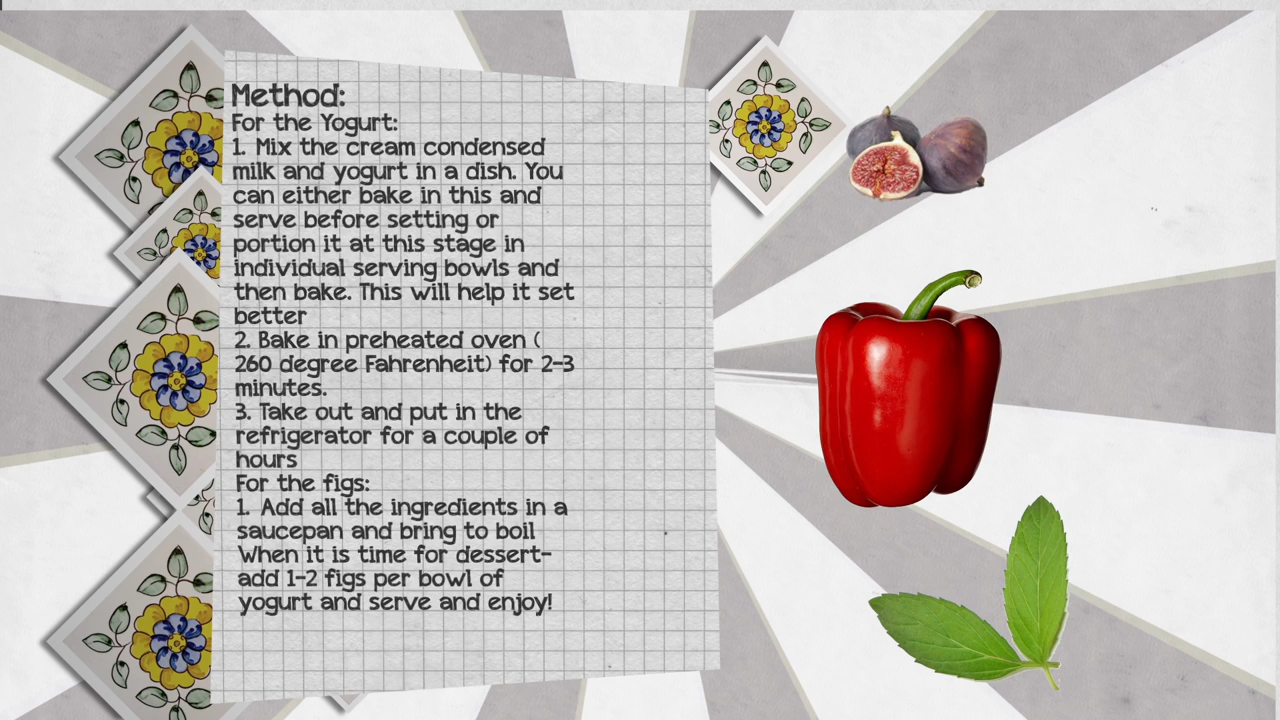 Method:
For the Yogurt:
1. Mix the cream condensed
milk and yogurt in a dish. You
can either bake in this and
serve before setting or
portion it at this stage in
individual serving bowls and
then bake. This will help it set
better
2. Bake in preheated oven (
260 degree Fahrenheit) for 2-3
minutes.
3. Take out and put in the
refrigerator for a couple of
hours
For the figs:
1. Add all the ingredients in a
saucepan and bring to boil
When it is time for dessert-
add 1-2 figs per bowl of
yogurt and serve and enjoy!